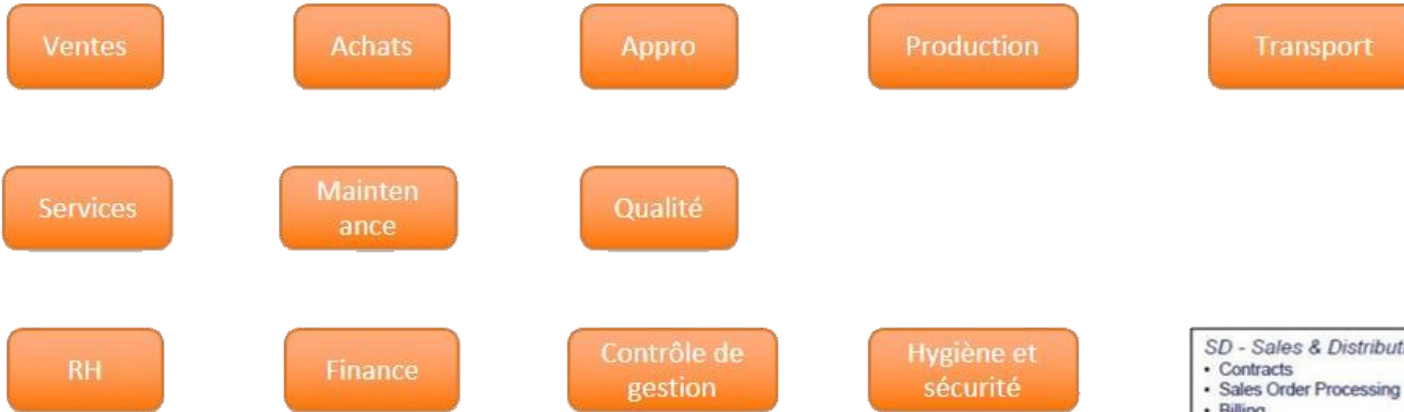 Ventes
Achats
Appro
Production
Transport
Services
Mainten
ance
Qualité
RH
Finance
Contrôle de
gestion
Hygiène et
sécurité
SD - Sales & Distribut
• Contracts
• Sales Order Processing
• Billing